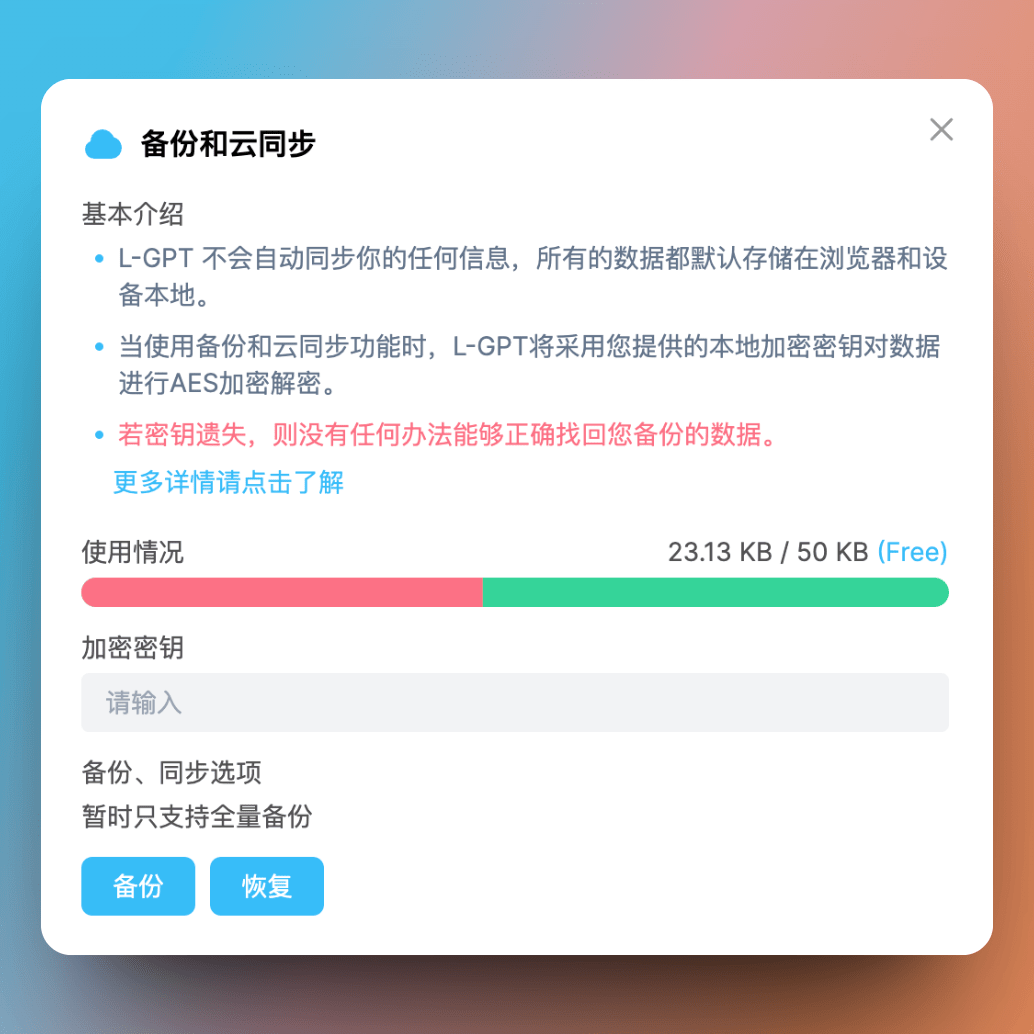 备份和云同步
基本介绍
L-GPT 不会自动同步你的任何信息，所有的数据都默认存储在浏览器和设
备本地。
当使用备份和云同步功能时，L-GPT将采用您提供的本地加密密钥对数据
进行AES加密解密。
若密钥遗失，则没有任何办法能够正确找回您备份的数据。
更多详情请点击了解
使用情况 23.13 KB / 50 KB (Free)
加密密钥
请输入
备份、同步选项
暂时只支持全量备份
备份 恢复